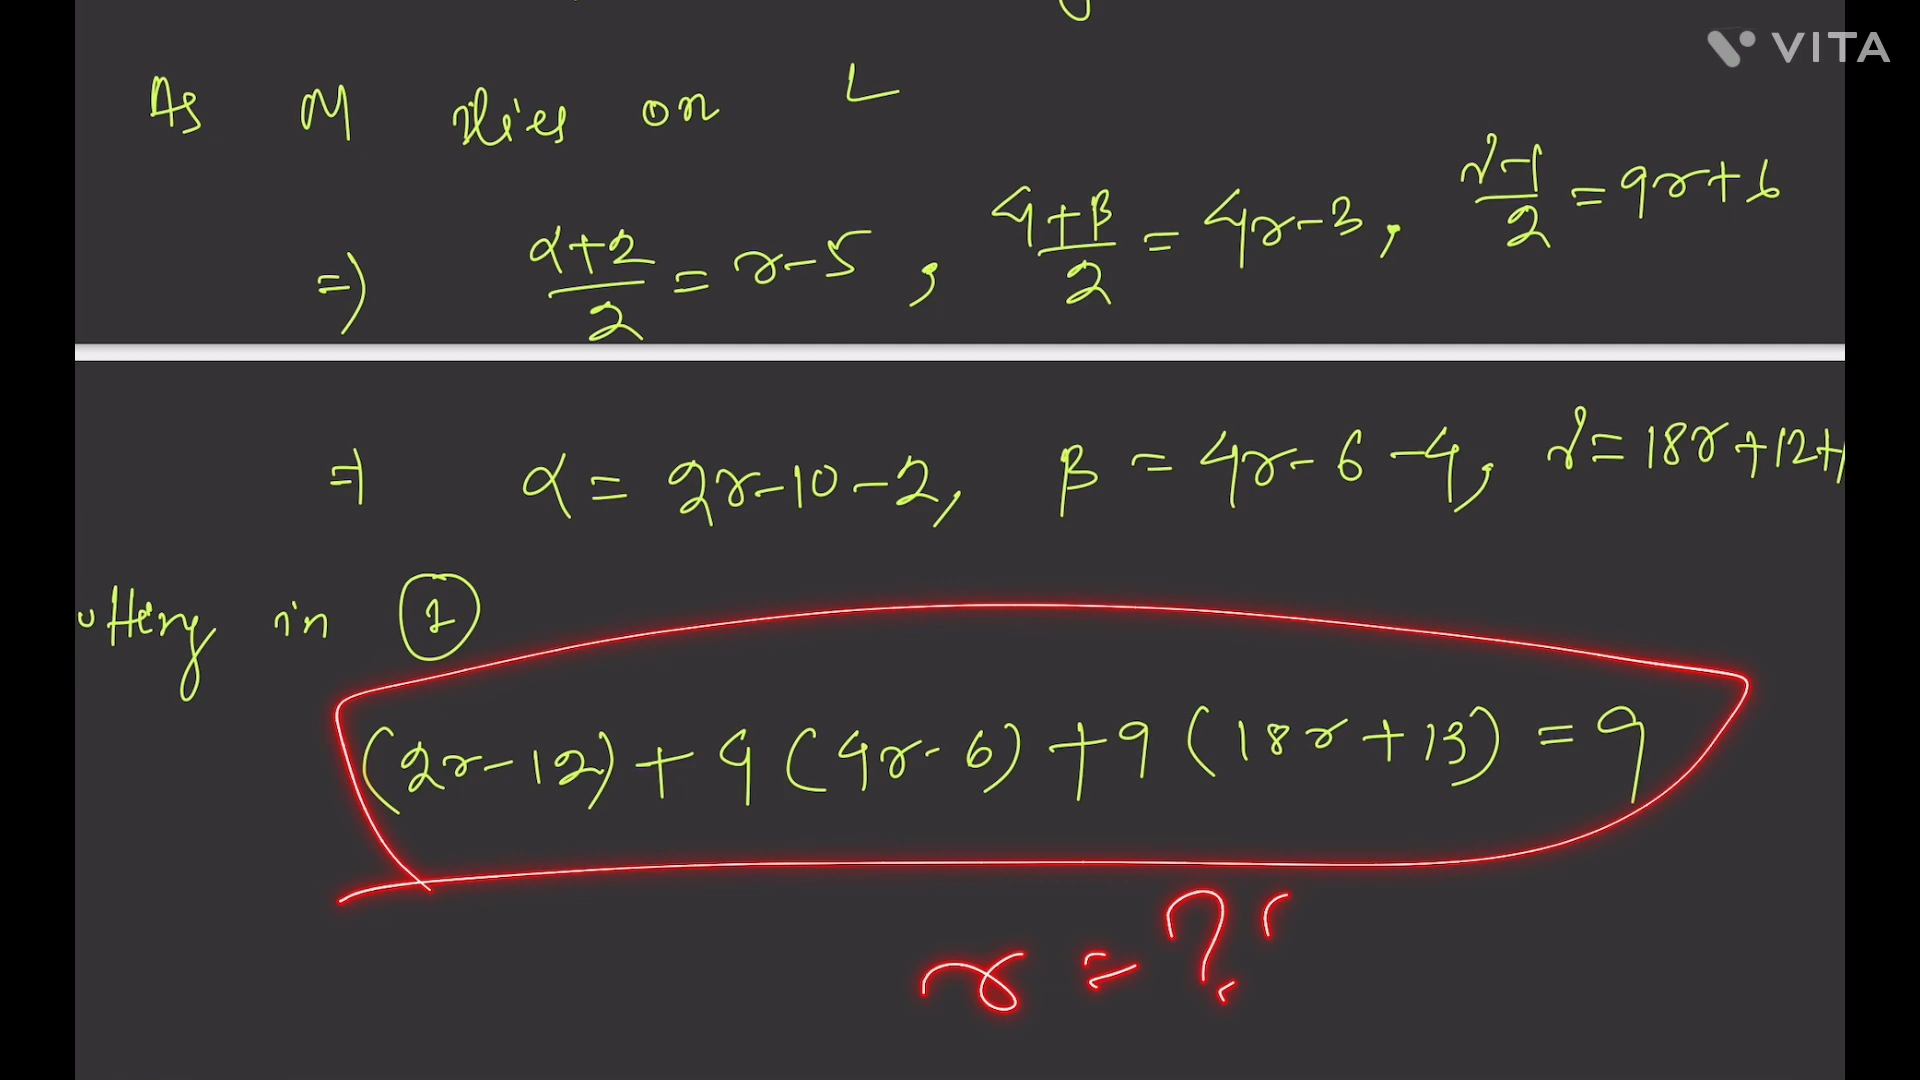 VITA
As M lies on L
⇒ α+2/2 = r-5, 4+β/2 = 4r-3, γ-1/2 = 9r+6
⇒ α = 2r-10-2, β = 4r-6-4, γ = 18r+12+
utting in ①
(2r-12) + 4(4r-6) + 9(18r+13) = 9
r = ?